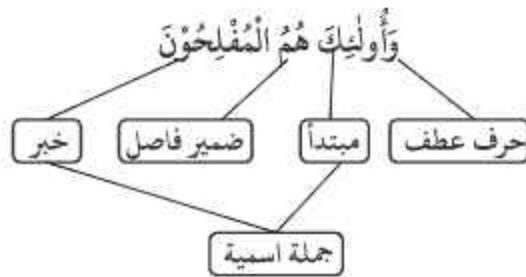 وَأُولٰئِكَ هُمُ الْمُفْلِحُوْنَ
حرف عطف مبتدأ ضمير فاصل خبر
جملة اسمية